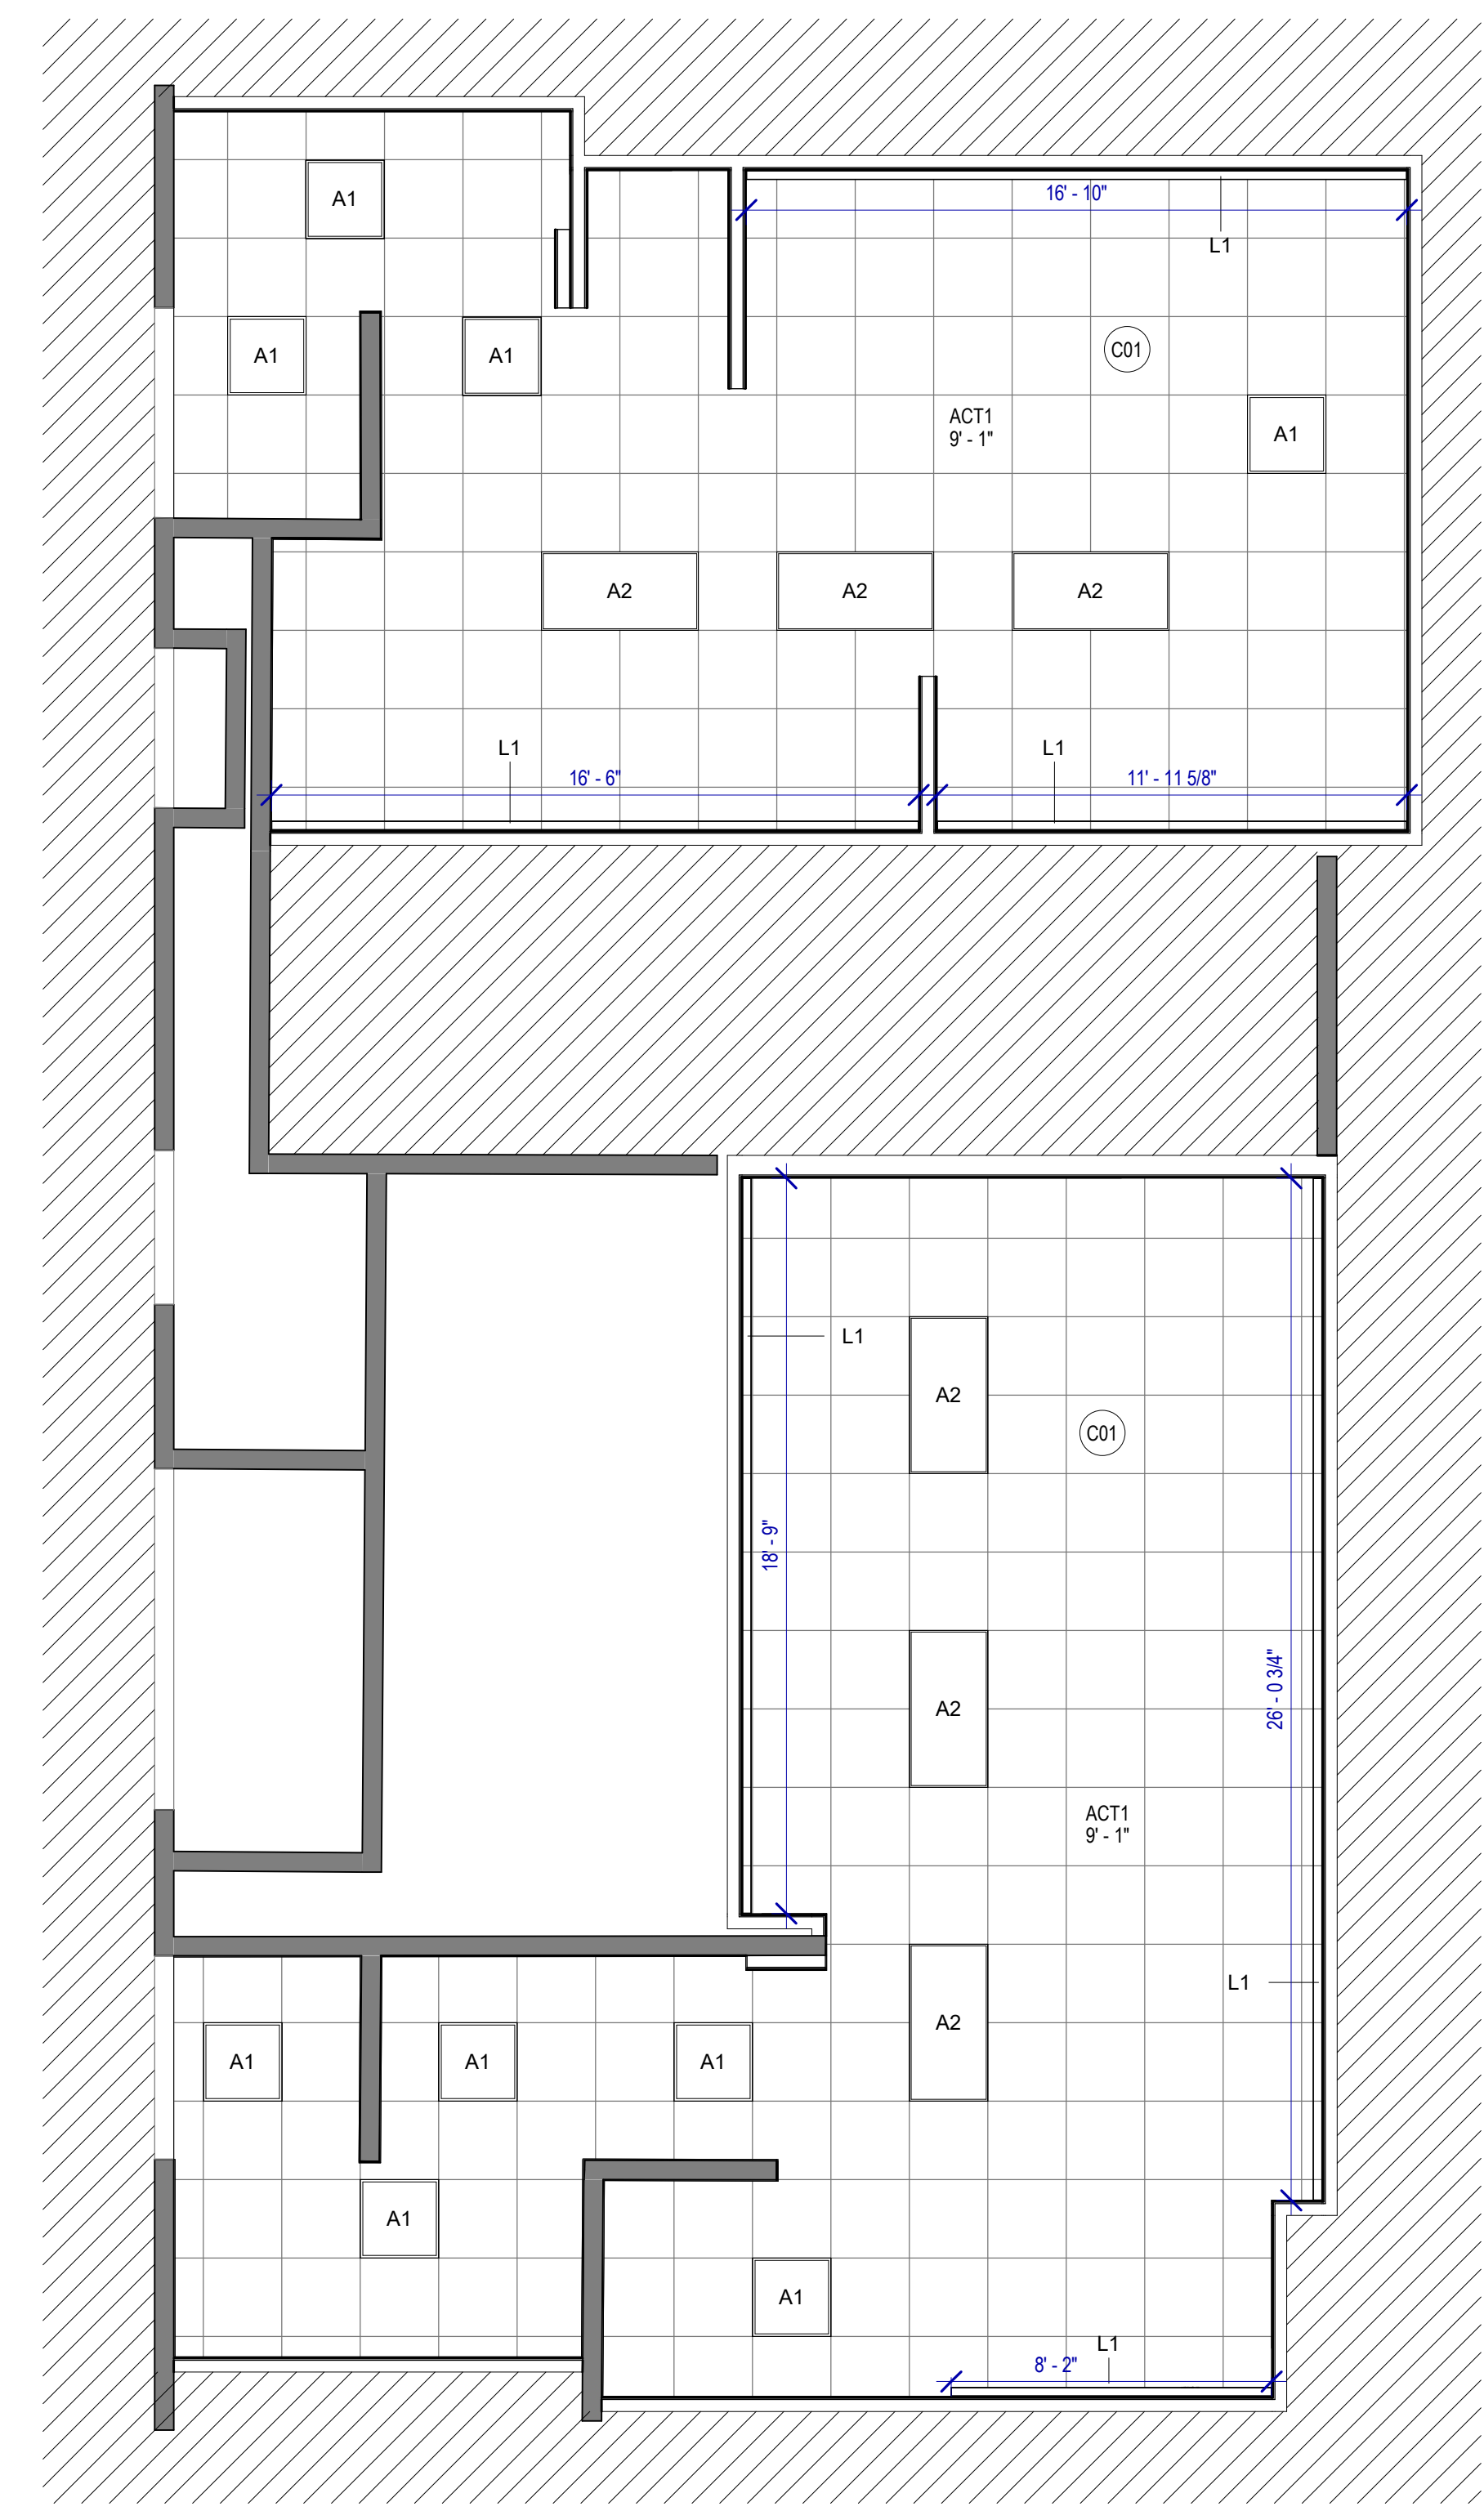 A1
16' - 10"
L1
A1
A1
C01
ACT1
9' - 1"
A1
A2
A2
A2
L1
L1
16' - 6"
11' - 11 5/8"
L1
A2
C01
18' - 9"
A2
26' - 0 3/4"
ACT1
9' - 1"
L1
A2
A1
A1
A1
A1
A1
L1
8' - 2"